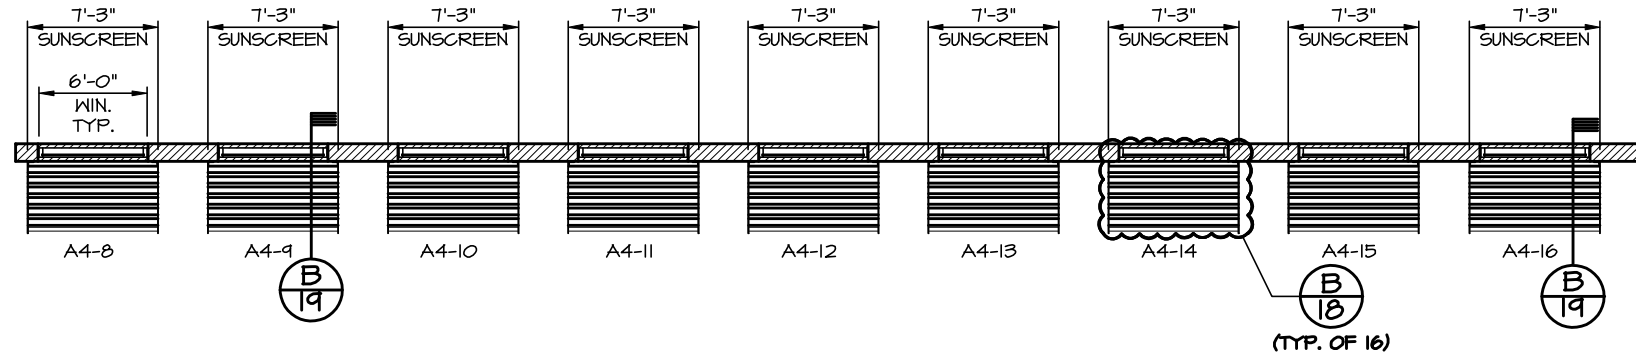 7'-3" 7'-3" 7'-3" 7'-3" 7'-3" 7'-3" 7'-3" 7'-3" 7'-3"
SUNSCREEN SUNSCREEN SUNSCREEN SUNSCREEN SUNSCREEN SUNSCREEN SUNSCREEN SUNSCREEN SUNSCREEN
6'-0"
WIN.
TYP.
A4-8 A4-9 A4-10 A4-11 A4-12 A4-13 A4-14 A4-15 A4-16
B B B
19 18 19
(TYP. OF 16)